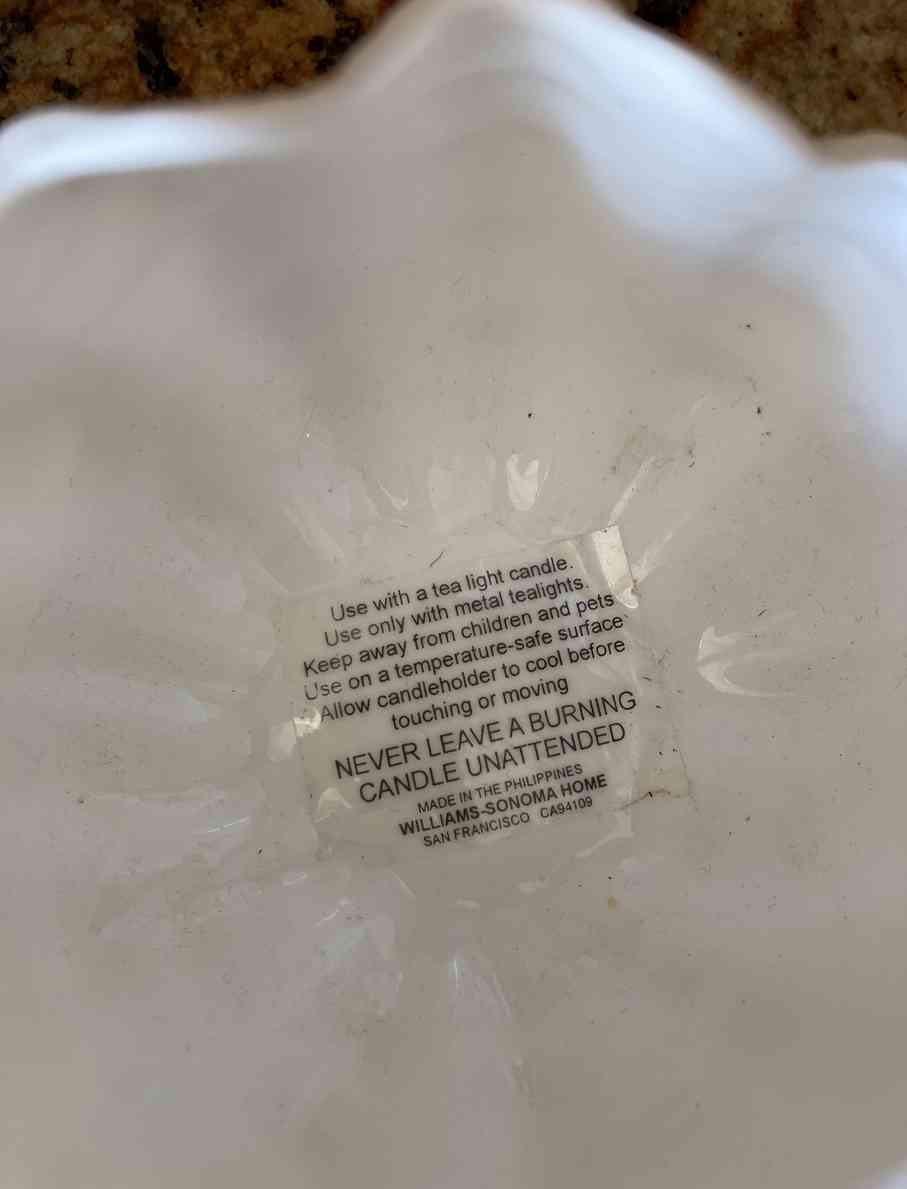 Use with a tea light candle.
Use only with metal tealights.
Keep away from children and pets
Use on a temperature-safe surface
Allow candleholder to cool before
touching or moving
NEVER LEAVE A BURNING
CANDLE UNATTENDED
MADE IN THE PHILIPPINES
WILLIAMS-SONOMA HOME
SAN FRANCISCO CA94109